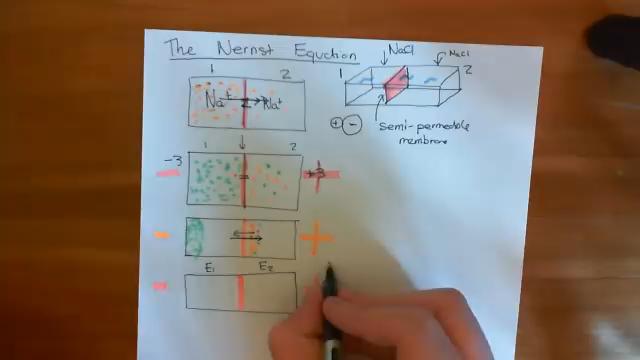 The Nernst Equation
NaCl
NaCl
1 2
1 2
Na⁺ Na⁺
+ -
semi-permeable
membrane
1 2
-3 +3
- +
E₁ E₂
-